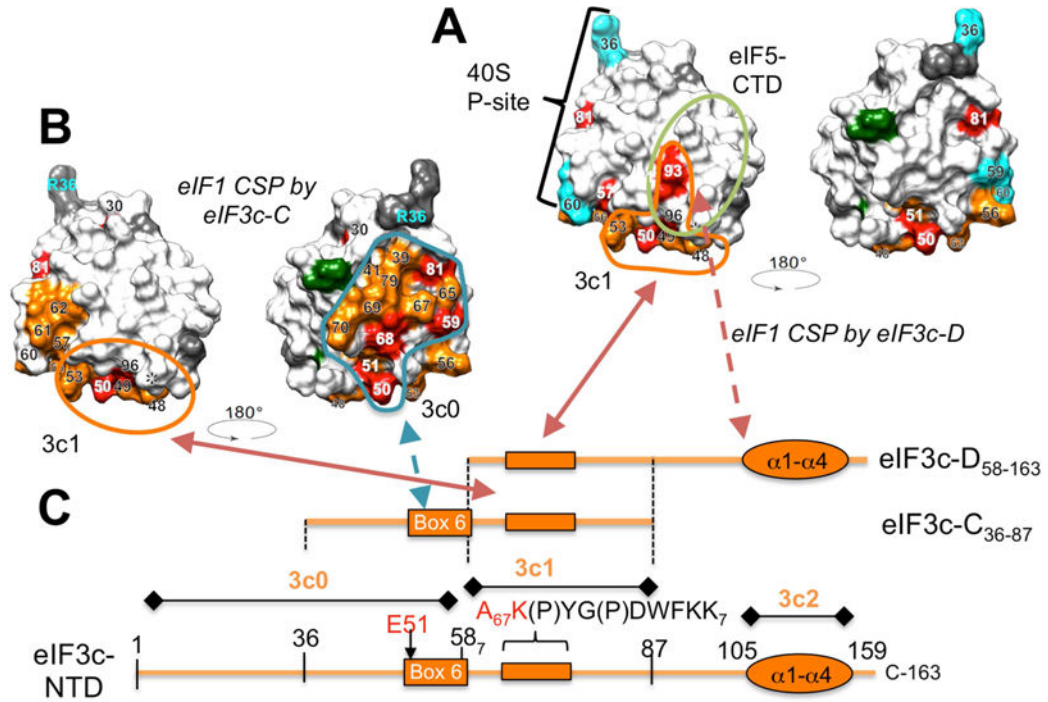 A
B
C
40S
P-site
eIF5-
CTD
36
81
57
60
53
50
49
48
93
96
3c1
36
81
59
60
56
51
50
180°
eIF1 CSP by eIF3c-D
eIF1 CSP by
eIF3c-C
R36
30
81
62
61
57
60
53
50
49
48
96
3c1
180°
R36
30
39
41
79
81
65
67
69
70
59
68
51
50
56
3c0
α1-α4
eIF3c-D58-163
Box 6
eIF3c-C36-87
3c0
3c1
3c2
A67K(P)YG(P)DWFKK7
E51
1
36
587
87
105
159
eIF3c-
NTD
Box 6
α1-α4
C-163